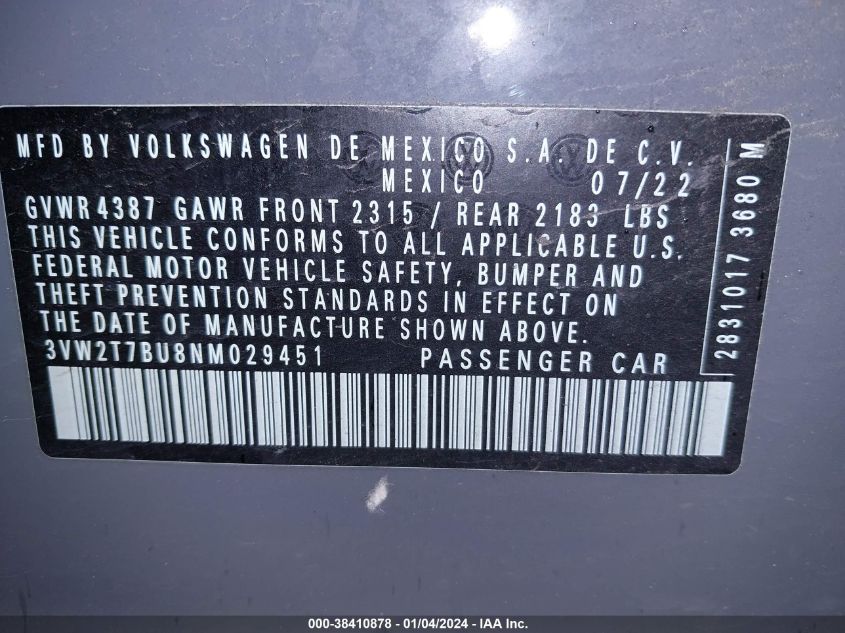 MFD BY VOLKSWAGEN DE MEXICO S.A. DE C.V.
MEXICO 07/22
GVWR 4387 GAWR FRONT 2315 / REAR 2183 LBS
THIS VEHICLE CONFORMS TO ALL APPLICABLE U.S.
FEDERAL MOTOR VEHICLE SAFETY, BUMPER AND
THEFT PREVENTION STANDARDS IN EFFECT ON
THE DATE OF MANUFACTURE SHOWN ABOVE.
3VW2T7BU8NM029451 PASSENGER CAR
2831017 3680 M
000-38410878 - 01/04/2024 - IAA Inc.